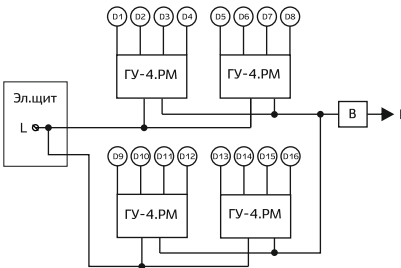 D1 D2 D3 D4 D5 D6 D7 D8
ГУ-4.РМ ГУ-4.РМ
Эл.щит
L
В
D9 D10 D11 D12 D13 D14 D15 D16
ГУ-4.РМ ГУ-4.РМ